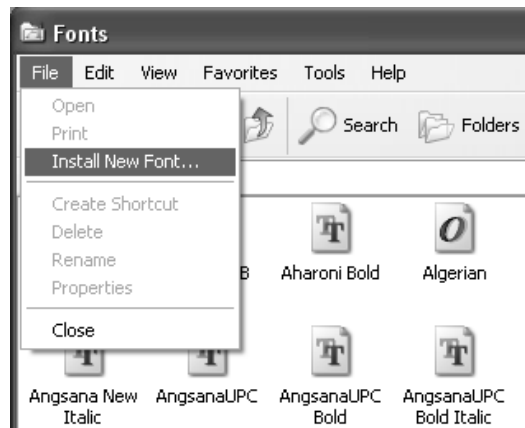 Fonts
File Edit View Favorites Tools Help
Open
Print
Install New Font...
Create Shortcut
Delete
Rename
Properties
Close
Search Folders
B Aharoni Bold Algerian
Angsana New Italic
AngsanaUPC
AngsanaUPC Bold
AngsanaUPC Bold Italic